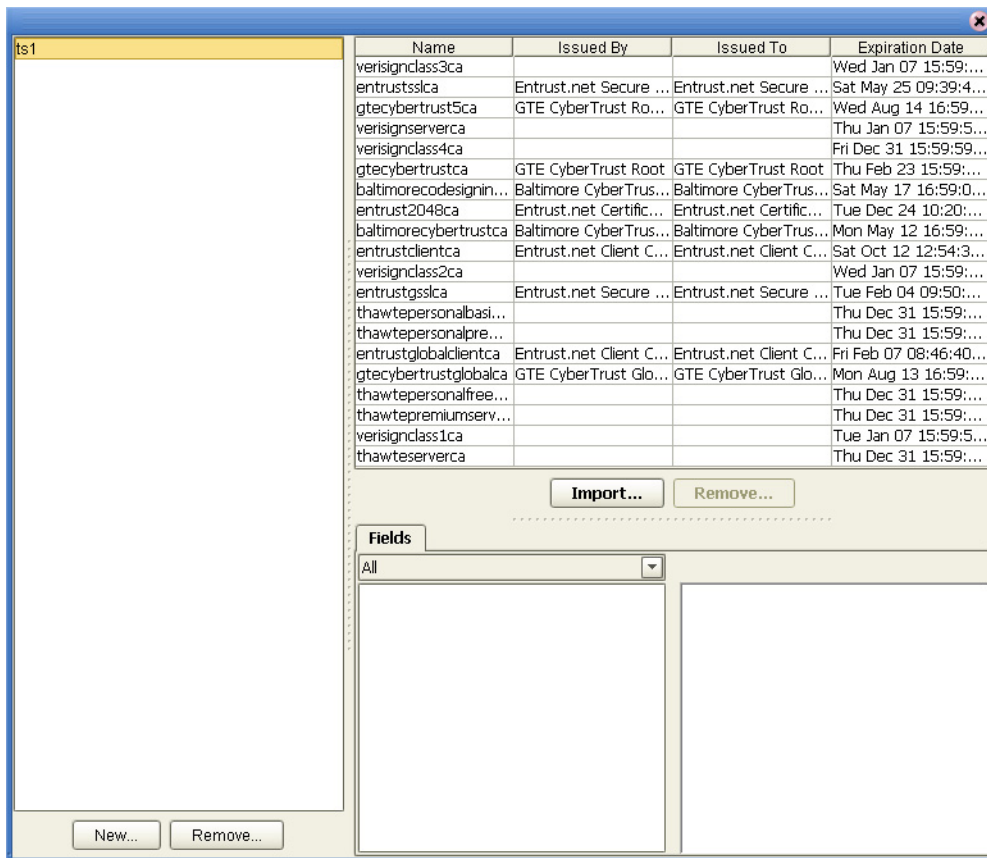 ts1
Name Issued By Issued To Expiration Date
verisignclass3ca Wed Jan 07 15:59:...
entrustsslca Entrust.net Secure ... Entrust.net Secure ... Sat May 25 09:39:4...
gtecybertrust5ca GTE CyberTrust Ro... GTE CyberTrust Ro... Wed Aug 14 16:59...
verisignserverca Thu Jan 07 15:59:5...
verisignclass4ca Fri Dec 31 15:59:59...
gtecybertrustca GTE CyberTrust Root GTE CyberTrust Root Thu Feb 23 15:59:...
baltimorecodesignin... Baltimore CyberTrus... Baltimore CyberTrus... Sat May 17 16:59:0...
entrust2048ca Entrust.net Certific... Entrust.net Certific... Tue Dec 24 10:20:...
baltimorecybertrustca Baltimore CyberTrus... Baltimore CyberTrus... Mon May 12 16:59:...
entrustclientca Entrust.net Client C... Entrust.net Client C... Sat Oct 12 12:54:3...
verisignclass2ca Wed Jan 07 15:59:...
entrustgsslca Entrust.net Secure ... Entrust.net Secure ... Tue Feb 04 09:50:...
thawtepersonalbasi... Thu Dec 31 15:59:...
thawtepersonalpre... Thu Dec 31 15:59:...
entrustglobalclientca Entrust.net Client C... Entrust.net Client C... Fri Feb 07 08:46:40...
gtecybertrustglobalca GTE CyberTrust Glo... GTE CyberTrust Glo... Mon Aug 13 16:59:...
thawtepersonalfree... Thu Dec 31 15:59:...
thawtepremiumserv... Thu Dec 31 15:59:...
verisignclass1ca Tue Jan 07 15:59:5...
thawteserverca Thu Dec 31 15:59:...
Import... Remove...
Fields
All
New... Remove...